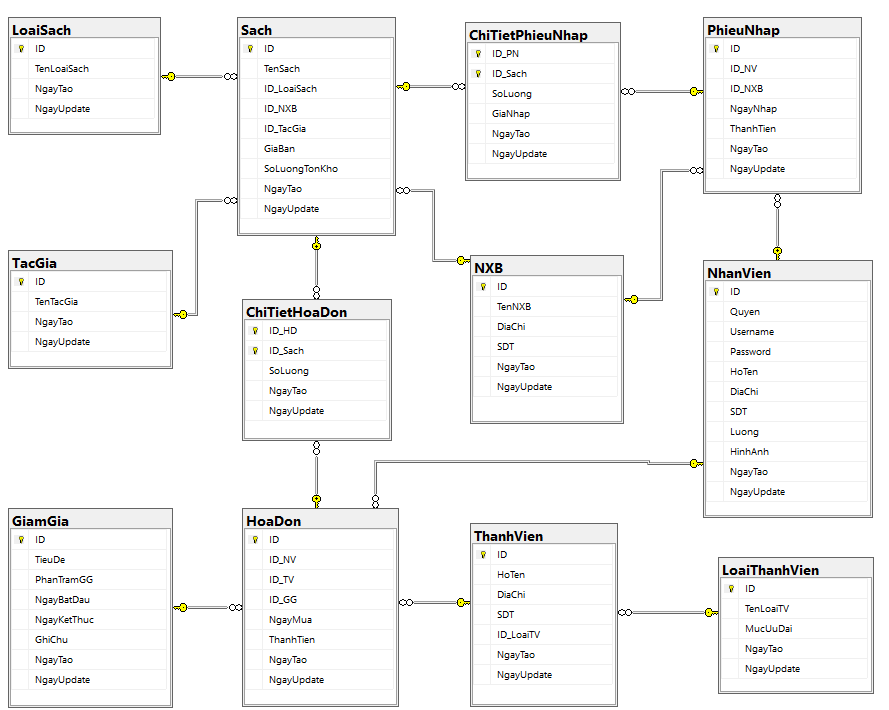 LoaiSach
ID
TenLoaiSach
NgayTao
NgayUpdate
Sach
ID
TenSach
ID_LoaiSach
ID_NXB
ID_TacGia
GiaBan
SoLuongTonKho
NgayTao
NgayUpdate
ChiTietPhieuNhap
ID_PN
ID_Sach
SoLuong
GiaNhap
NgayTao
NgayUpdate
PhieuNhap
ID
ID_NV
ID_NXB
NgayNhap
ThanhTien
NgayTao
NgayUpdate
TacGia
ID
TenTacGia
NgayTao
NgayUpdate
ChiTietHoaDon
ID_HD
ID_Sach
SoLuong
NgayTao
NgayUpdate
NXB
ID
TenNXB
DiaChi
SDT
NgayTao
NgayUpdate
NhanVien
ID
Quyen
Username
Password
HoTen
DiaChi
SDT
Luong
HinhAnh
NgayTao
NgayUpdate
GiamGia
ID
TieuDe
PhanTramGG
NgayBatDau
NgayKetThuc
GhiChu
NgayTao
NgayUpdate
HoaDon
ID
ID_NV
ID_TV
ID_GG
NgayMua
ThanhTien
NgayTao
NgayUpdate
ThanhVien
ID
HoTen
DiaChi
SDT
ID_LoaiTV
NgayTao
NgayUpdate
LoaiThanhVien
ID
TenLoaiTV
MucUuDai
NgayTao
NgayUpdate